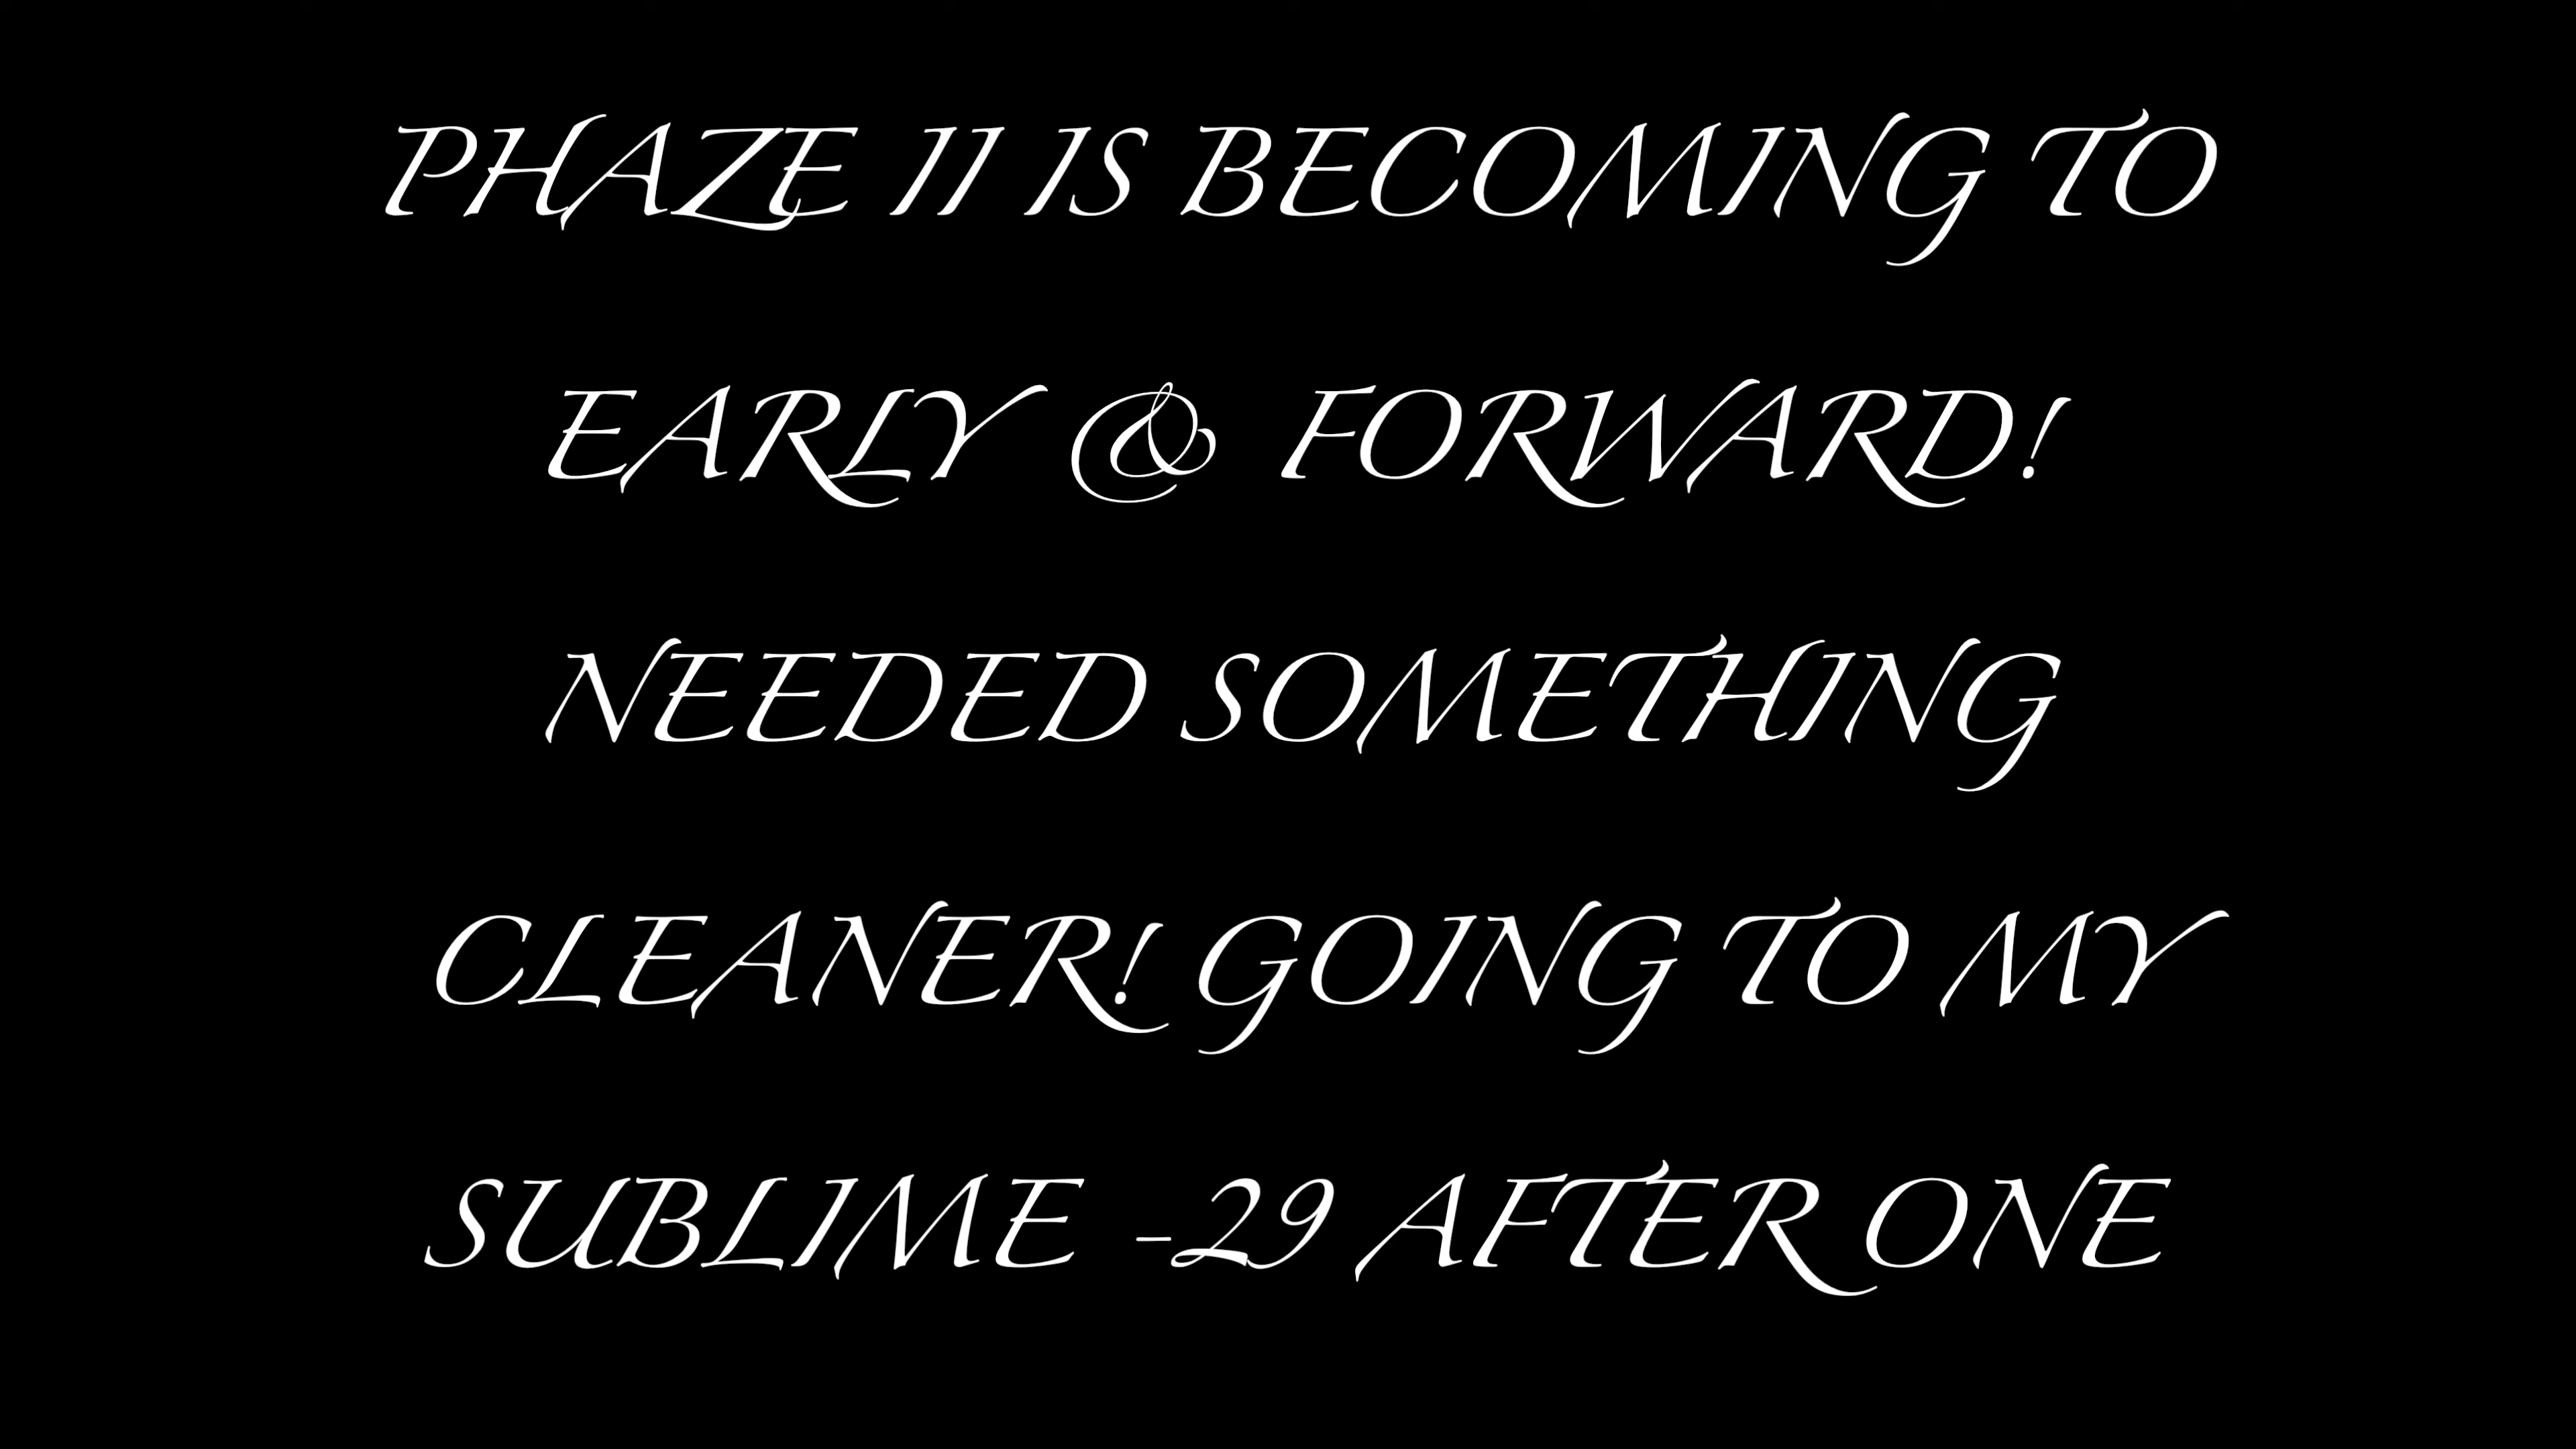 PHAZE II IS BECOMING TO
EARLY & FORWARD!
NEEDED SOMETHING
CLEANER! GOING TO MY
SUBLIME -29 AFTER ONE